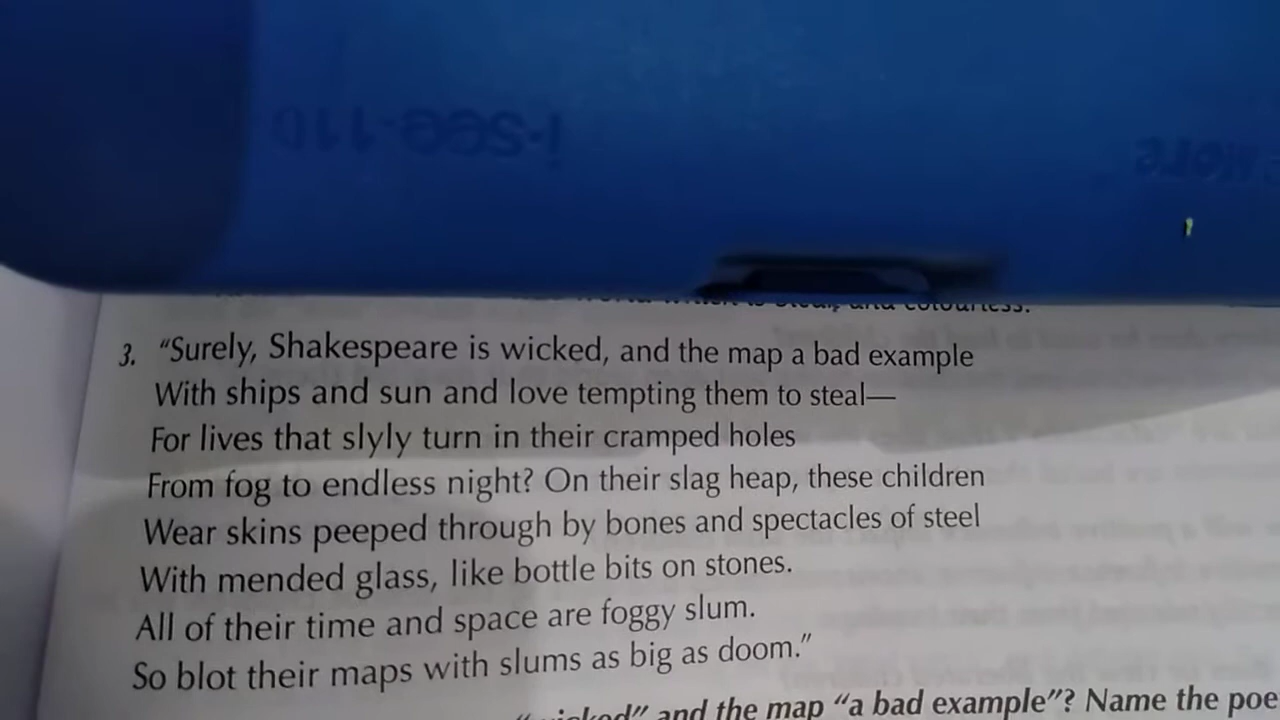 and colourless.
3. “Surely, Shakespeare is wicked, and the map a bad example
With ships and sun and love tempting them to steal—
For lives that slyly turn in their cramped holes
From fog to endless night? On their slag heap, these children
Wear skins peeped through by bones and spectacles of steel
With mended glass, like bottle bits on stones.
All of their time and space are foggy slum.
So blot their maps with slums as big as doom.”
and the map “a bad example”? Name the